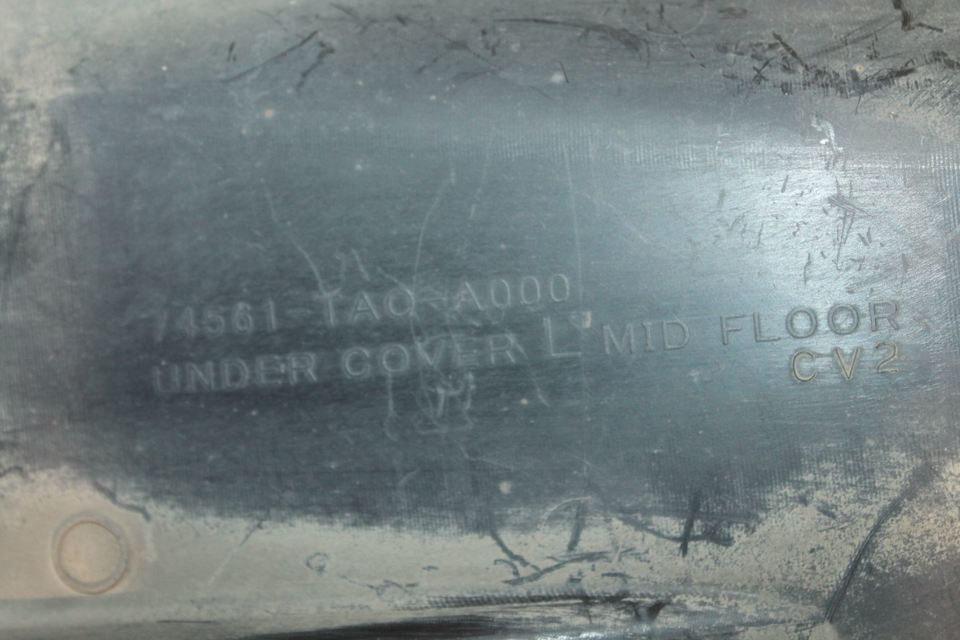 74561-TA0-A000
UNDER COVER L MID FLOOR
CV2